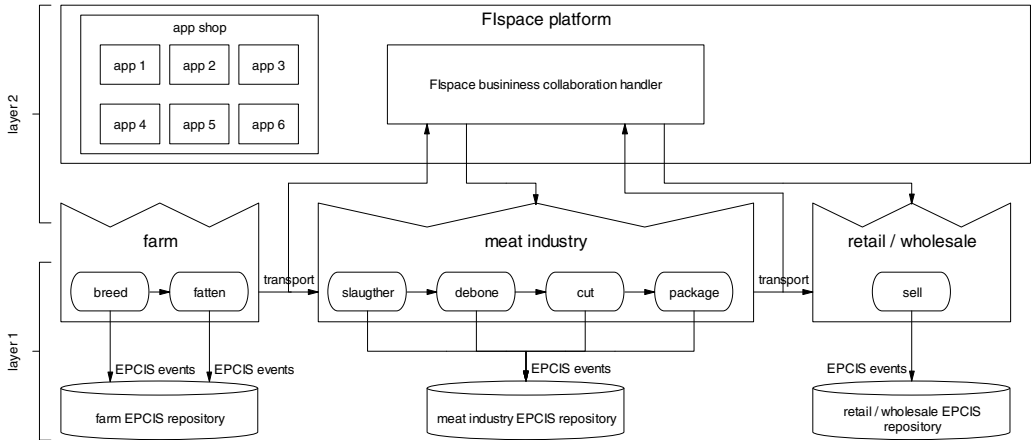 FIspace platform
app shop
app 1
app 2
app 3
app 4
app 5
app 6
FIspace busininess collaboration handler
layer 2
farm
meat industry
retail / wholesale
breed
fatten
transport
slaugther
debone
cut
package
transport
sell
layer 1
EPCIS events
EPCIS events
EPCIS events
EPCIS events
farm EPCIS repository
meat industry EPCIS repository
retail / wholesale EPCIS
repository